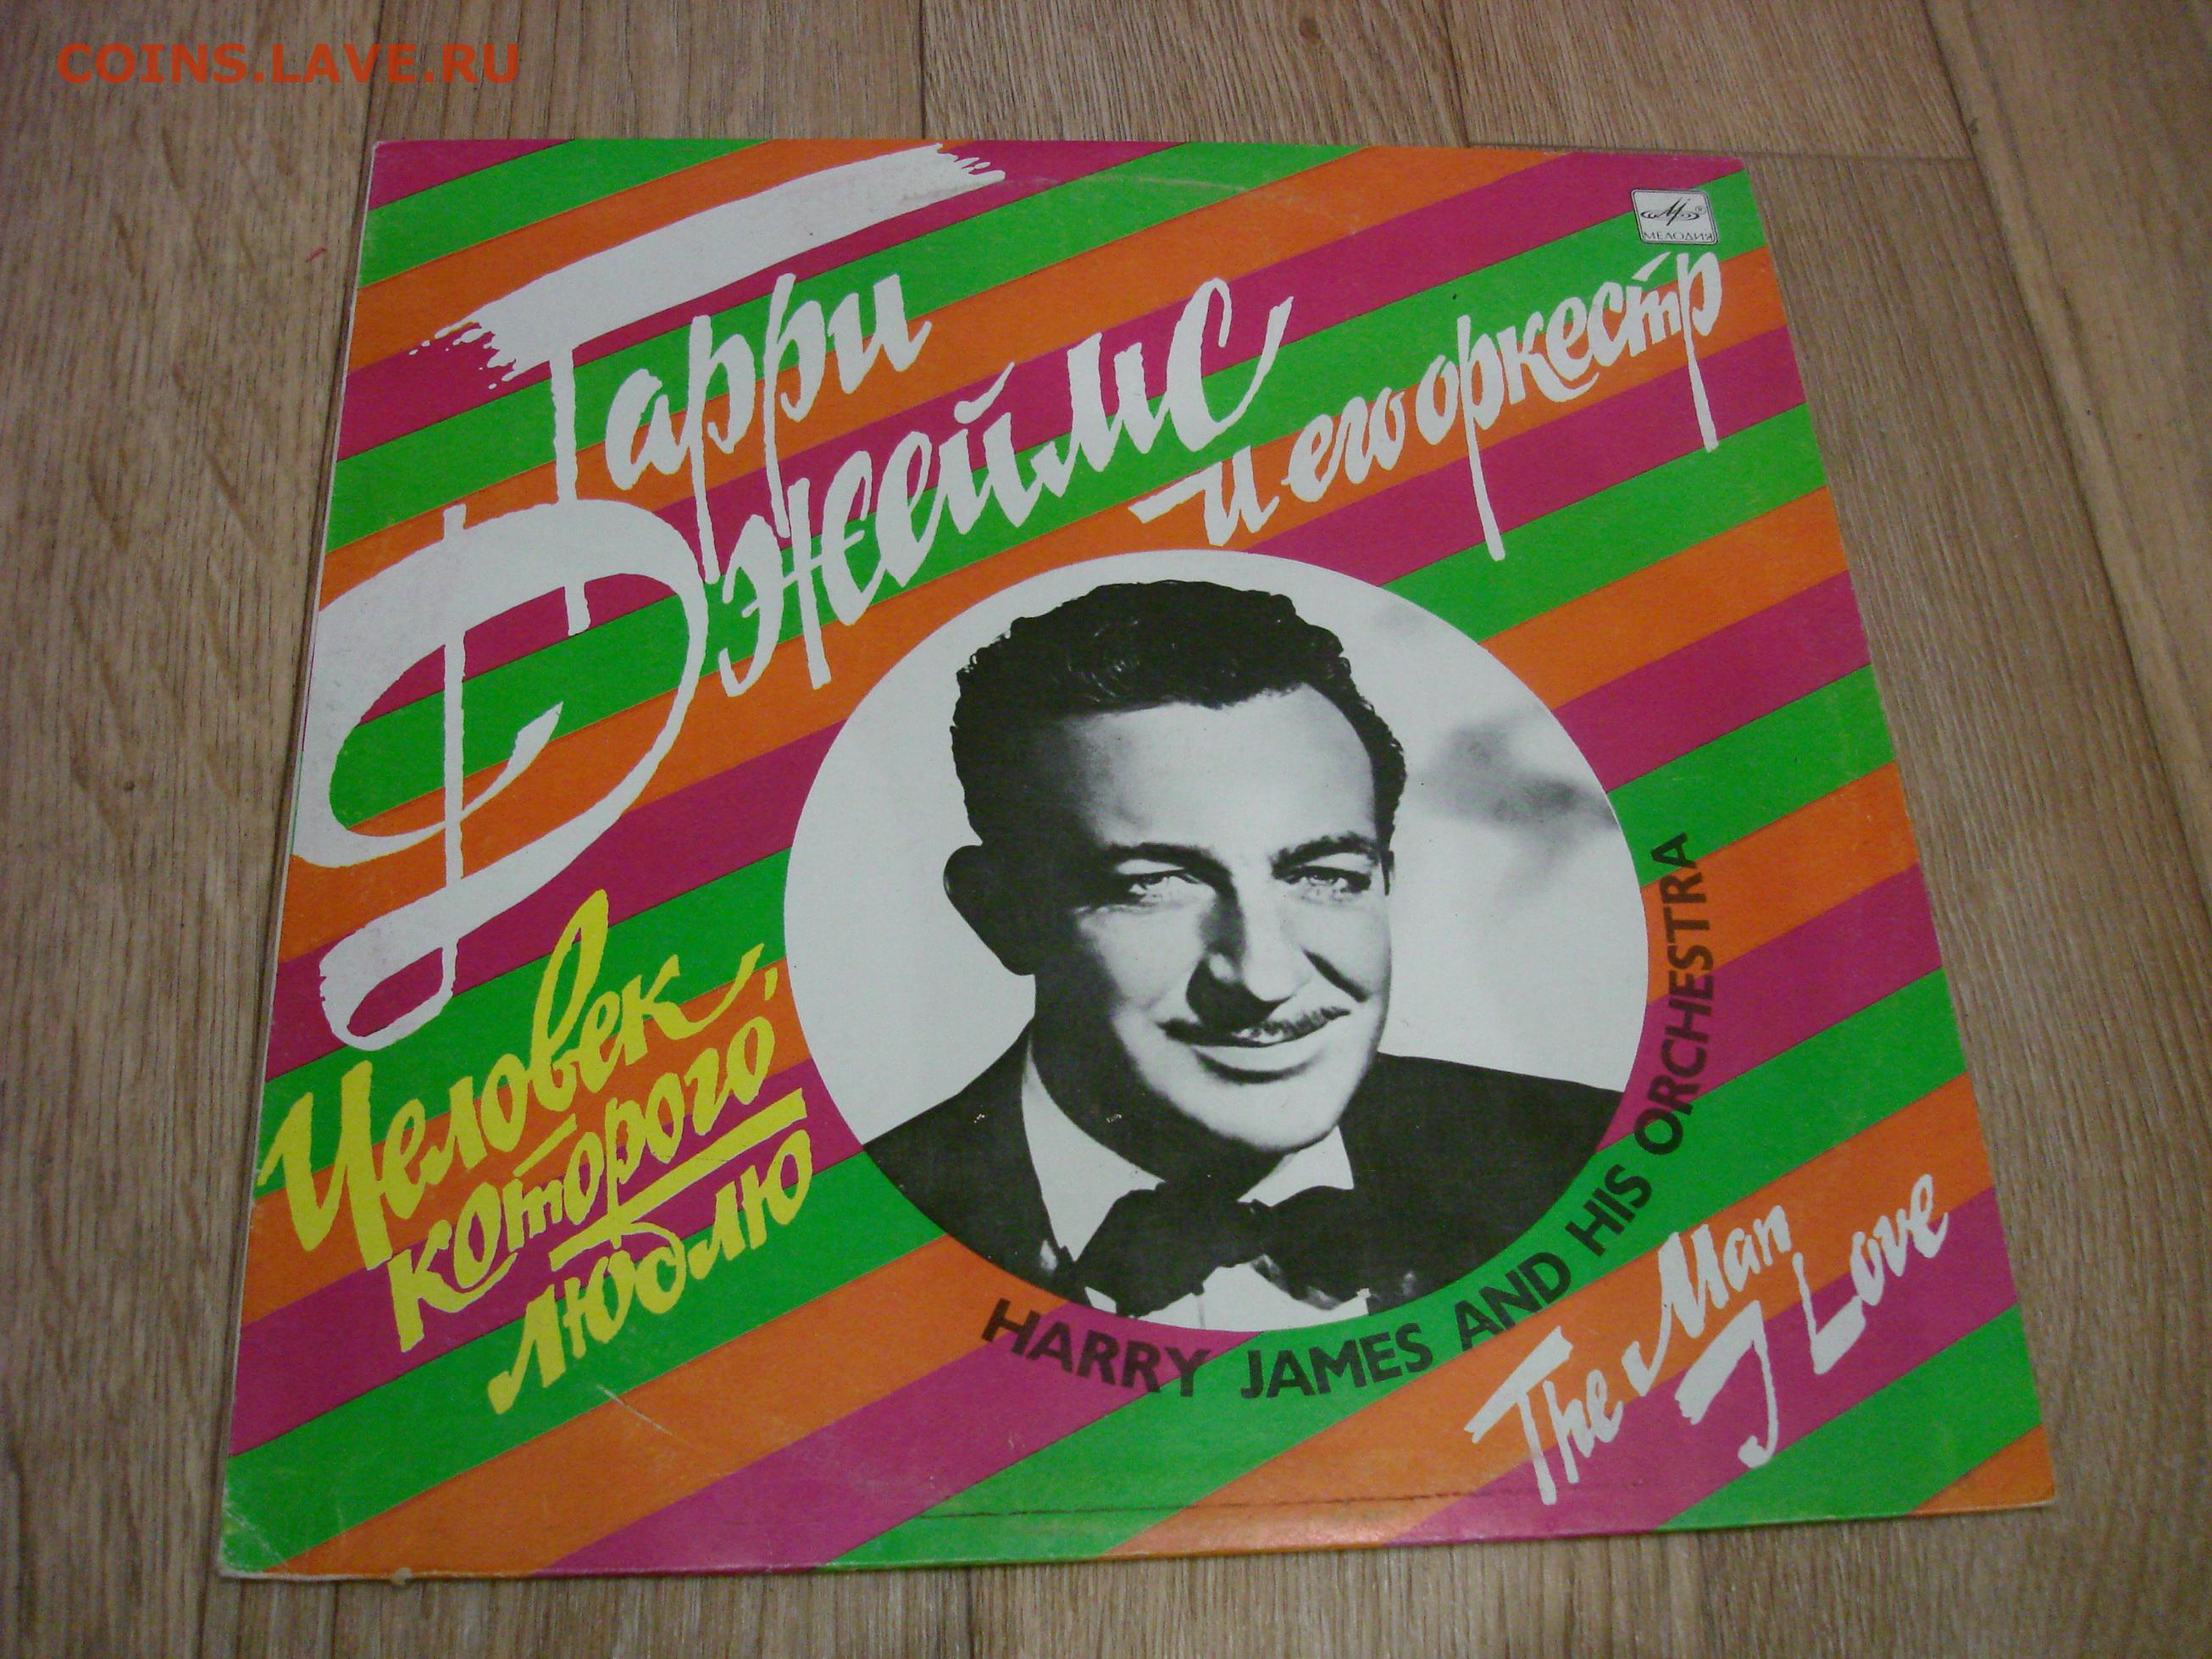 COINS.LAVE.RU
МЕЛОДИЯ
Гарри
Джеймс
и его оркестр
Человек,
которого
люблю
HARRY JAMES AND HIS ORCHESTRA
The Man
I Love